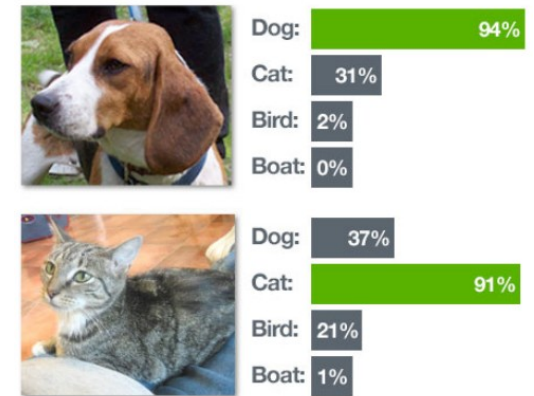 Dog: 94%
Cat: 31%
Bird: 2%
Boat: 0%
Dog: 37%
Cat: 91%
Bird: 21%
Boat: 1%